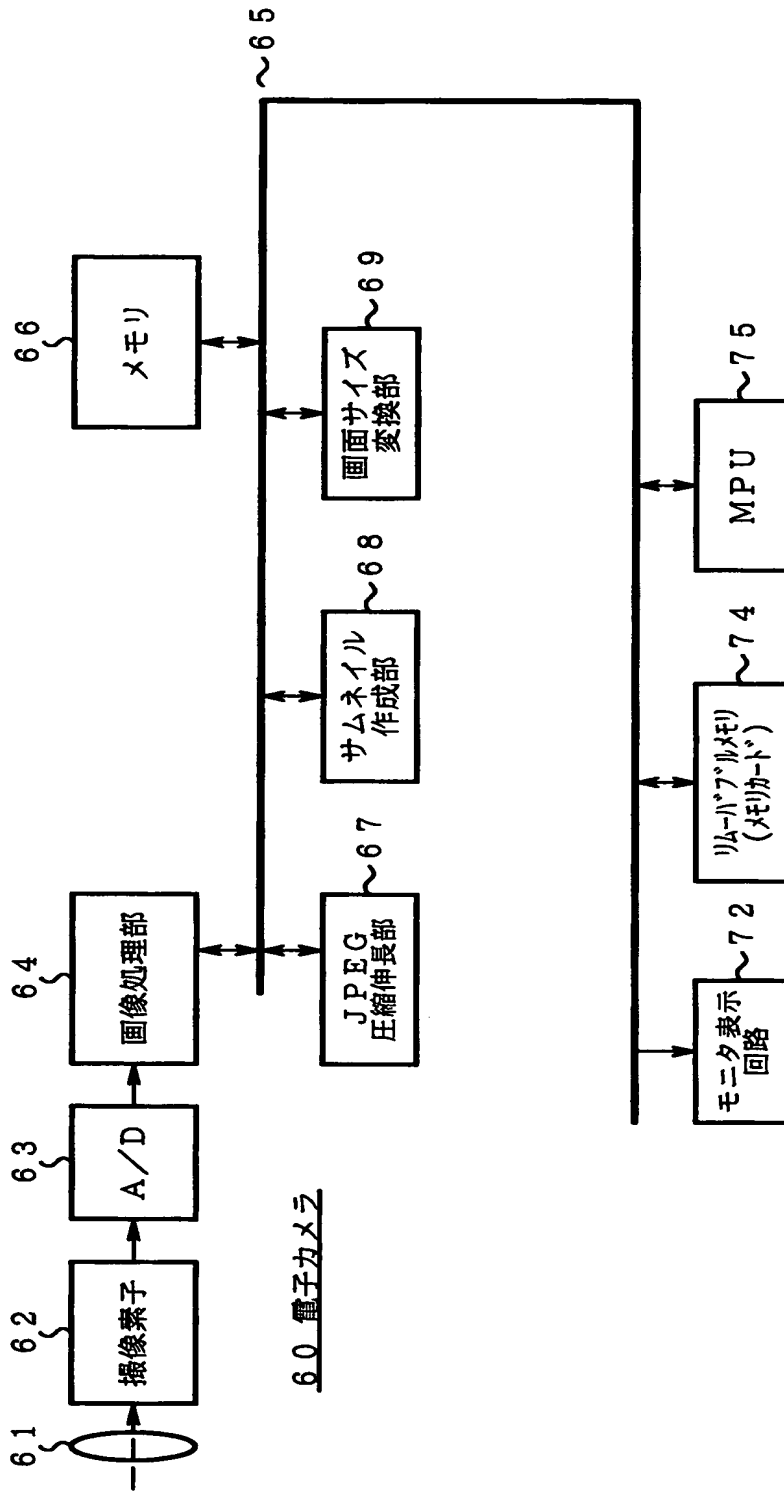 61
62
撮像素子
63
A/D
64
画像処理部
66
メモリ
65
67
JPEG
圧縮伸長部
68
サムネイル
作成部
69
画面サイズ
変換部
60 電子カメラ
72
モニタ表示
回路
74
ﾘﾑｰﾊﾞﾌﾞﾙﾒﾓﾘ
(ﾒﾓﾘｶｰﾄﾞ)
75
MPU